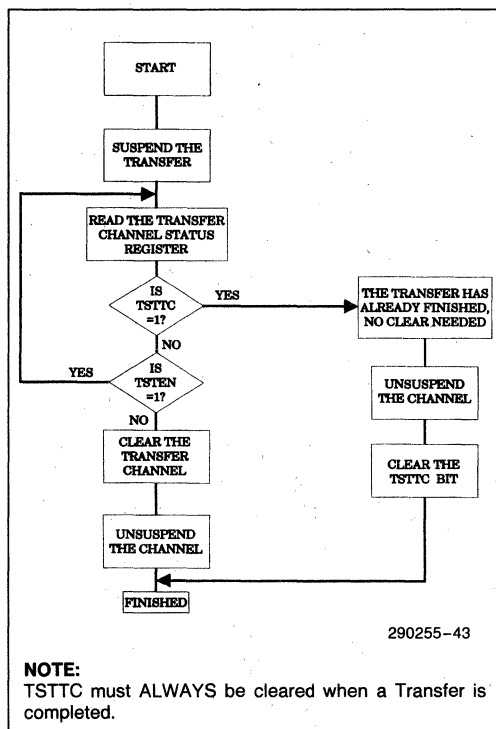 START
SUSPEND THE
TRANSFER
READ THE TRANSFER
CHANNEL STATUS
REGISTER
IS
TSTTC
=1?
YES
THE TRANSFER HAS
ALREADY FINISHED,
NO CLEAR NEEDED
NO
YES
IS
TSTEN
=1?
UNSUSPEND
THE CHANNEL
NO
CLEAR THE
TRANSFER
CHANNEL
CLEAR THE
TSTTC BIT
UNSUSPEND
THE CHANNEL
FINISHED
290255-43
NOTE:
TSTTC must ALWAYS be cleared when a Transfer is
completed.